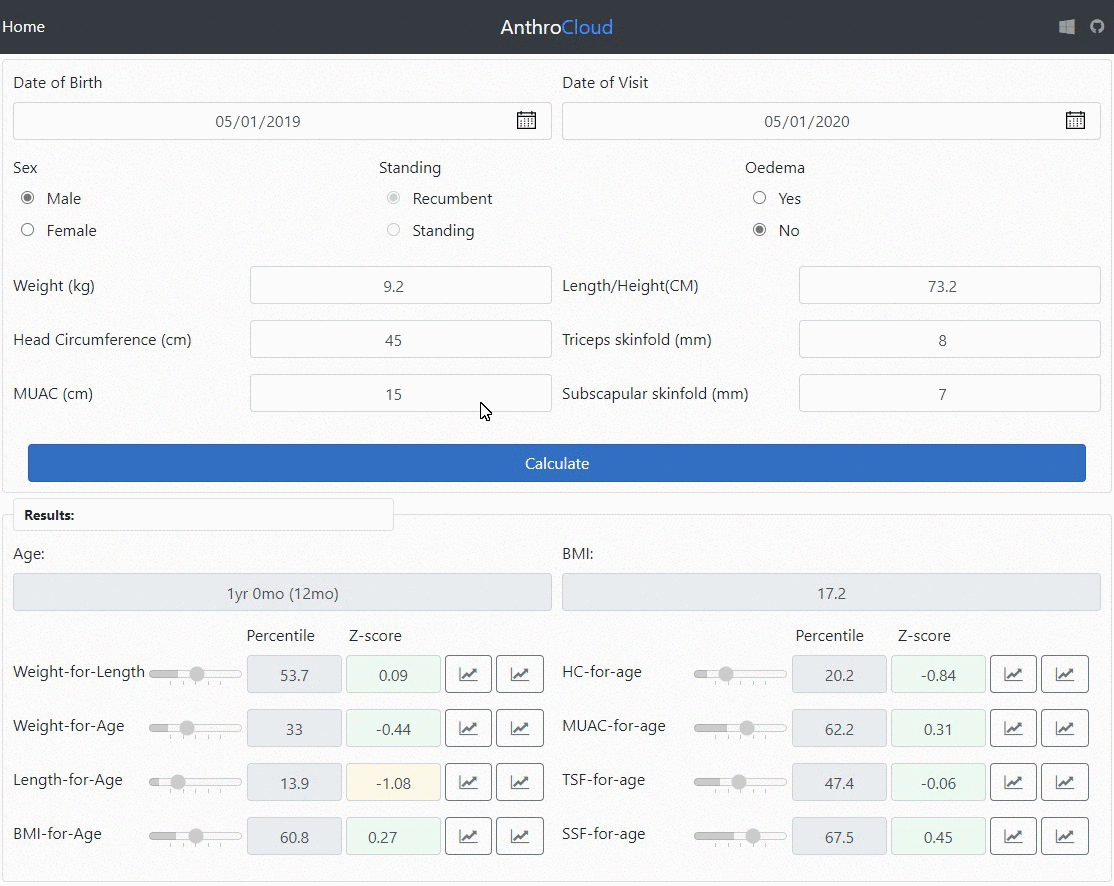 Home AnthroCloud
Date of Birth Date of Visit
05/01/2019 05/01/2020
Sex Standing Oedema
Male Recumbent Yes
Female Standing No
Weight (kg) 9.2 Length/Height(CM) 73.2
Head Circumference (cm) 45 Triceps skinfold (mm) 8
MUAC (cm) 15 Subscapular skinfold (mm) 7
Calculate
Results:
Age: BMI:
1yr 0mo (12mo) 17.2
Percentile Z-score Percentile Z-score
Weight-for-Length 53.7 0.09 HC-for-age 20.2 -0.84
Weight-for-Age 33 -0.44 MUAC-for-age 62.2 0.31
Length-for-Age 13.9 -1.08 TSF-for-age 47.4 -0.06
BMI-for-Age 60.8 0.27 SSF-for-age 67.5 0.45